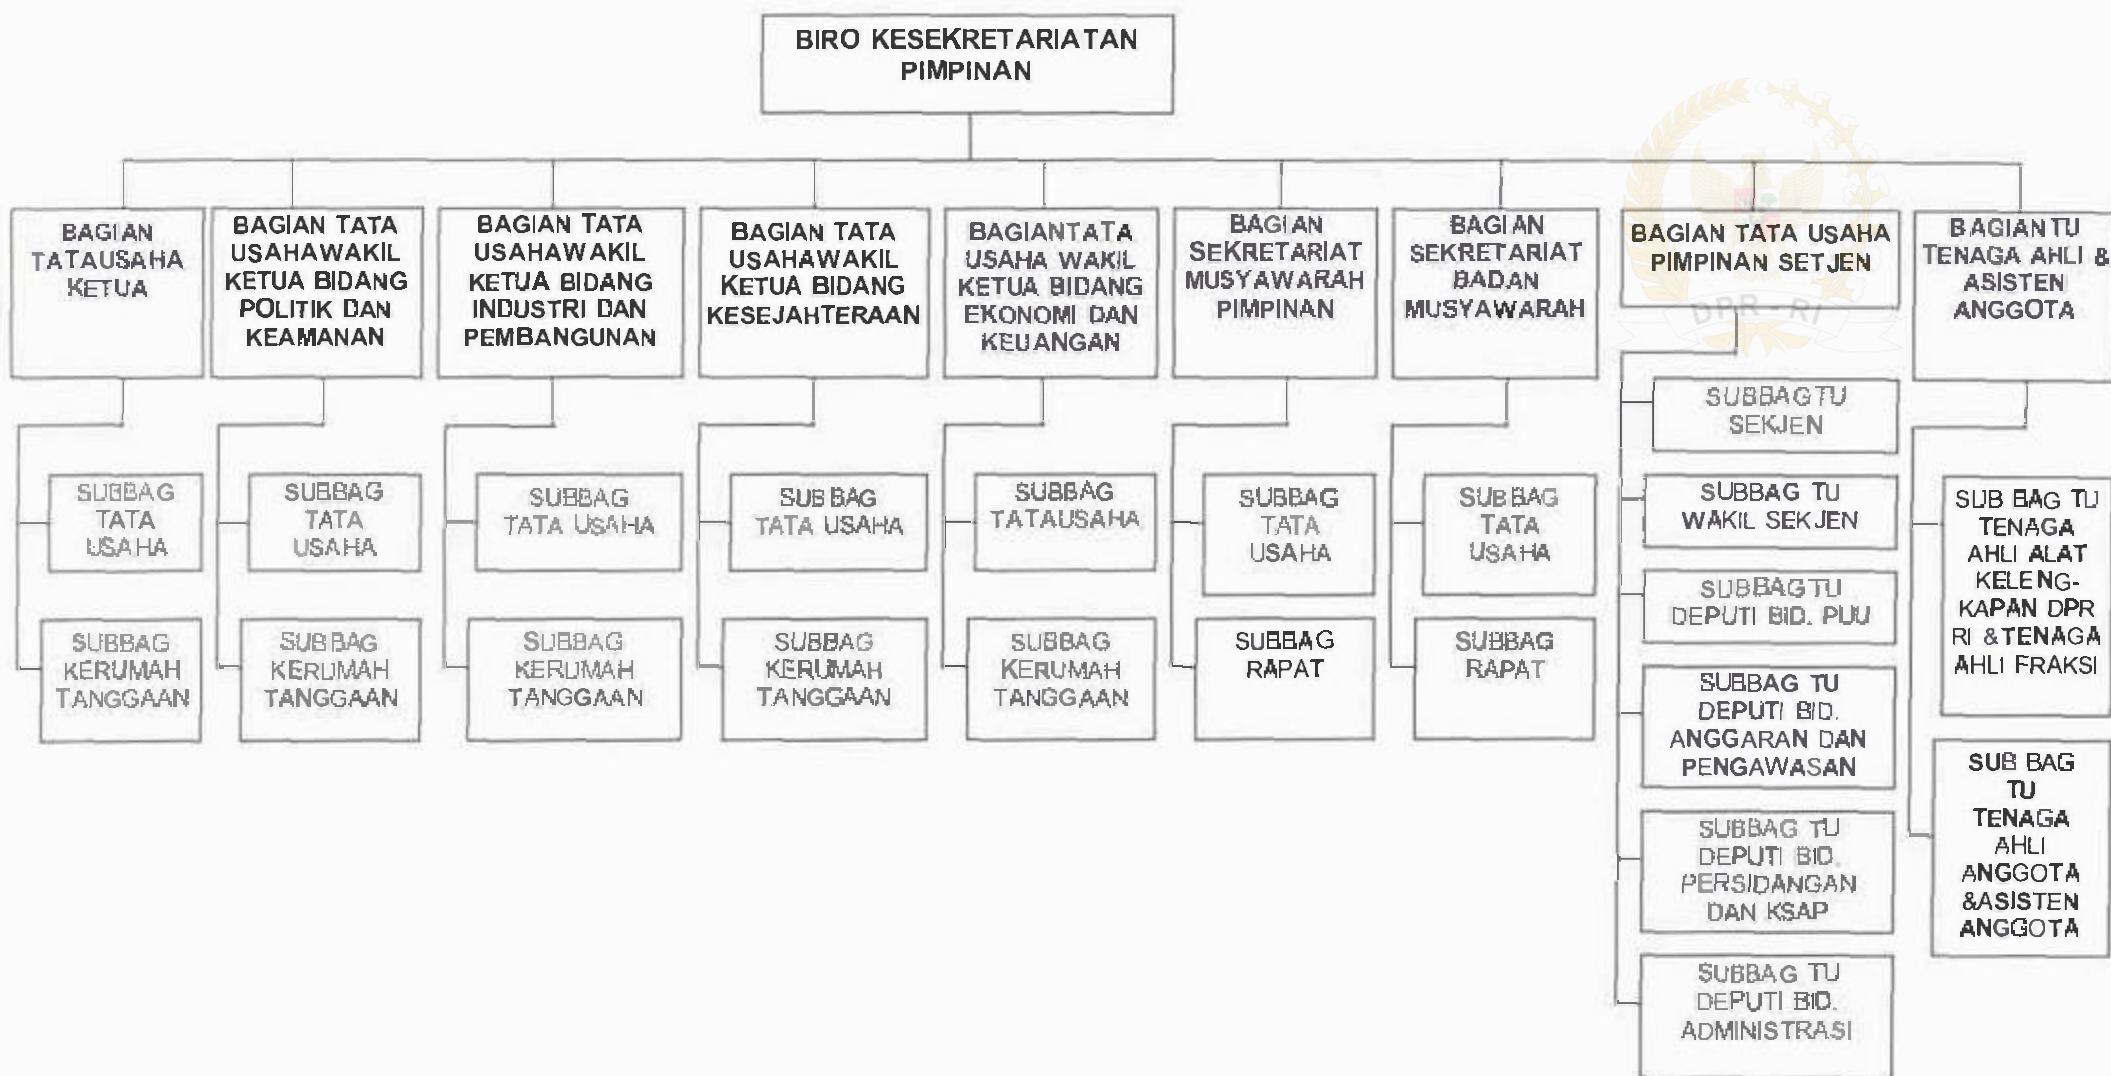 BIRO KESEKRETARIATAN
PIMPINAN
BAGIAN
TATAUSAHA
KETUA
BAGIAN TATA
USAHAWAKIL
KETUA BIDANG
POLITIK DAN
KEAMANAN
BAGIAN TATA
USAHAWAKIL
KETUA BIDANG
INDUSTRI DAN
PEMBANGUNAN
BAGIAN TATA
USAHAWAKIL
KETUA BIDANG
KESEJAHTERAAN
BAGIANTATA
USAHA WAKIL
KETUA BIDANG
EKONOMI DAN
KEUANGAN
BAGIAN
SEKRETARIAT
MUSYAWARAH
PIMPINAN
BAGIAN
SEKRETARIAT
BADAN
MUSYAWARAH
BAGIAN TATA USAHA
PIMPINAN SETJEN
DPR - RI
BAGIANTU
TENAGA AHLI &
ASISTEN
ANGGOTA
SUBBAG
TATA
USAHA
SUBBAG
KERUMAH
TANGGAAN
SUBBAG
TATA
USAHA
SUBBAG
KERUMAH
TANGGAAN
SUBBAG
TATA USAHA
SUBBAG
KERUMAH
TANGGAAN
SUBBAG
TATA USAHA
SUBBAG
KERUMAH
TANGGAAN
SUBBAG
TATAUSAHA
SUBBAG
KERUMAH
TANGGAAN
SUBBAG
TATA
USAHA
SUBBAG
RAPAT
SUBBAG
TATA
USAHA
SUBBAG
RAPAT
SUBBAGTU
SEKJEN
SUBBAG TU
WAKIL SEKJEN
SUBBAGTU
DEPUTI BID. PUU
SUBBAG TU
DEPUTI BID.
ANGGARAN DAN
PENGAWASAN
SUBBAG TU
DEPUTI BID.
PERSIDANGAN
DAN KSAP
SUBBAG TU
DEPUTI BID.
ADMINISTRASI
SUB BAG TU
TENAGA
AHLI ALAT
KELENG-
KAPAN DPR
RI &TENAGA
AHLI FRAKSI
SUB BAG
TU
TENAGA
AHLI
ANGGOTA
&ASISTEN
ANGGOTA